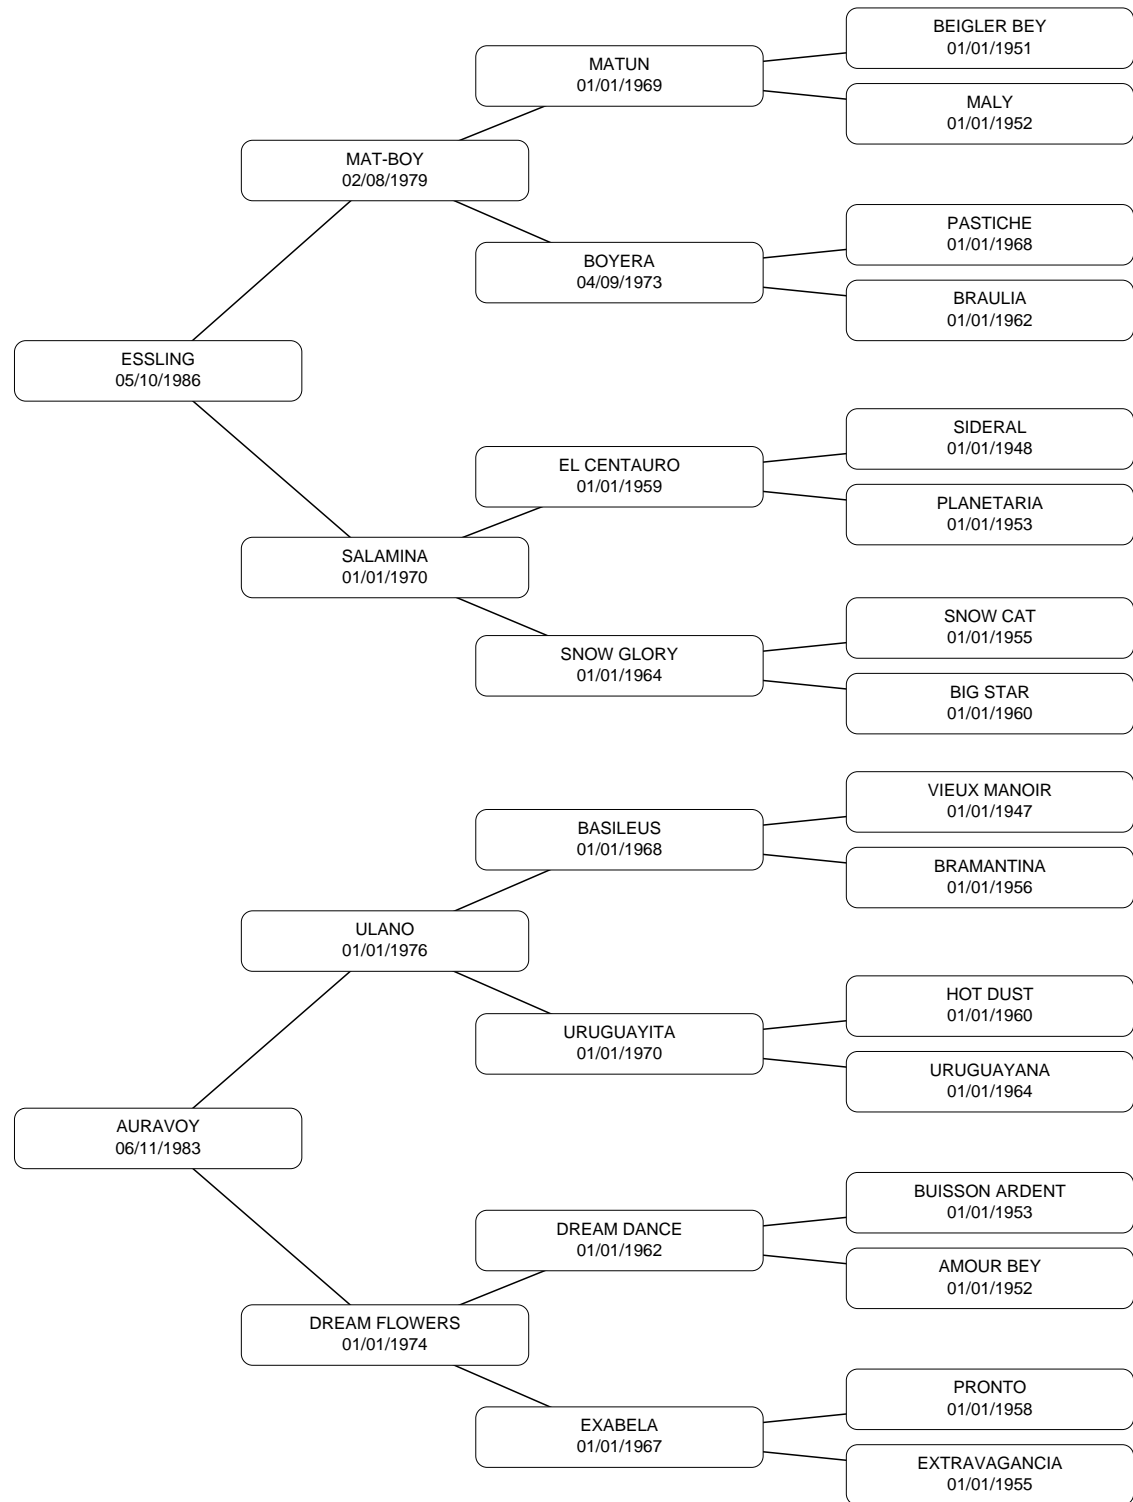 BEIGLER BEY
01/01/1951
MATUN
01/01/1969
MALY
01/01/1952
MAT-BOY
02/08/1979
PASTICHE
01/01/1968
BOYERA
04/09/1973
BRAULIA
01/01/1962
ESSLING
05/10/1986
SIDERAL
01/01/1948
EL CENTAURO
01/01/1959
PLANETARIA
01/01/1953
SALAMINA
01/01/1970
SNOW CAT
01/01/1955
SNOW GLORY
01/01/1964
BIG STAR
01/01/1960
VIEUX MANOIR
01/01/1947
BASILEUS
01/01/1968
BRAMANTINA
01/01/1956
ULANO
01/01/1976
HOT DUST
01/01/1960
URUGUAYITA
01/01/1970
URUGUAYANA
01/01/1964
AURAVOY
06/11/1983
BUISSON ARDENT
01/01/1953
DREAM DANCE
01/01/1962
AMOUR BEY
01/01/1952
DREAM FLOWERS
01/01/1974
PRONTO
01/01/1958
EXABELA
01/01/1967
EXTRAVAGANCIA
01/01/1955